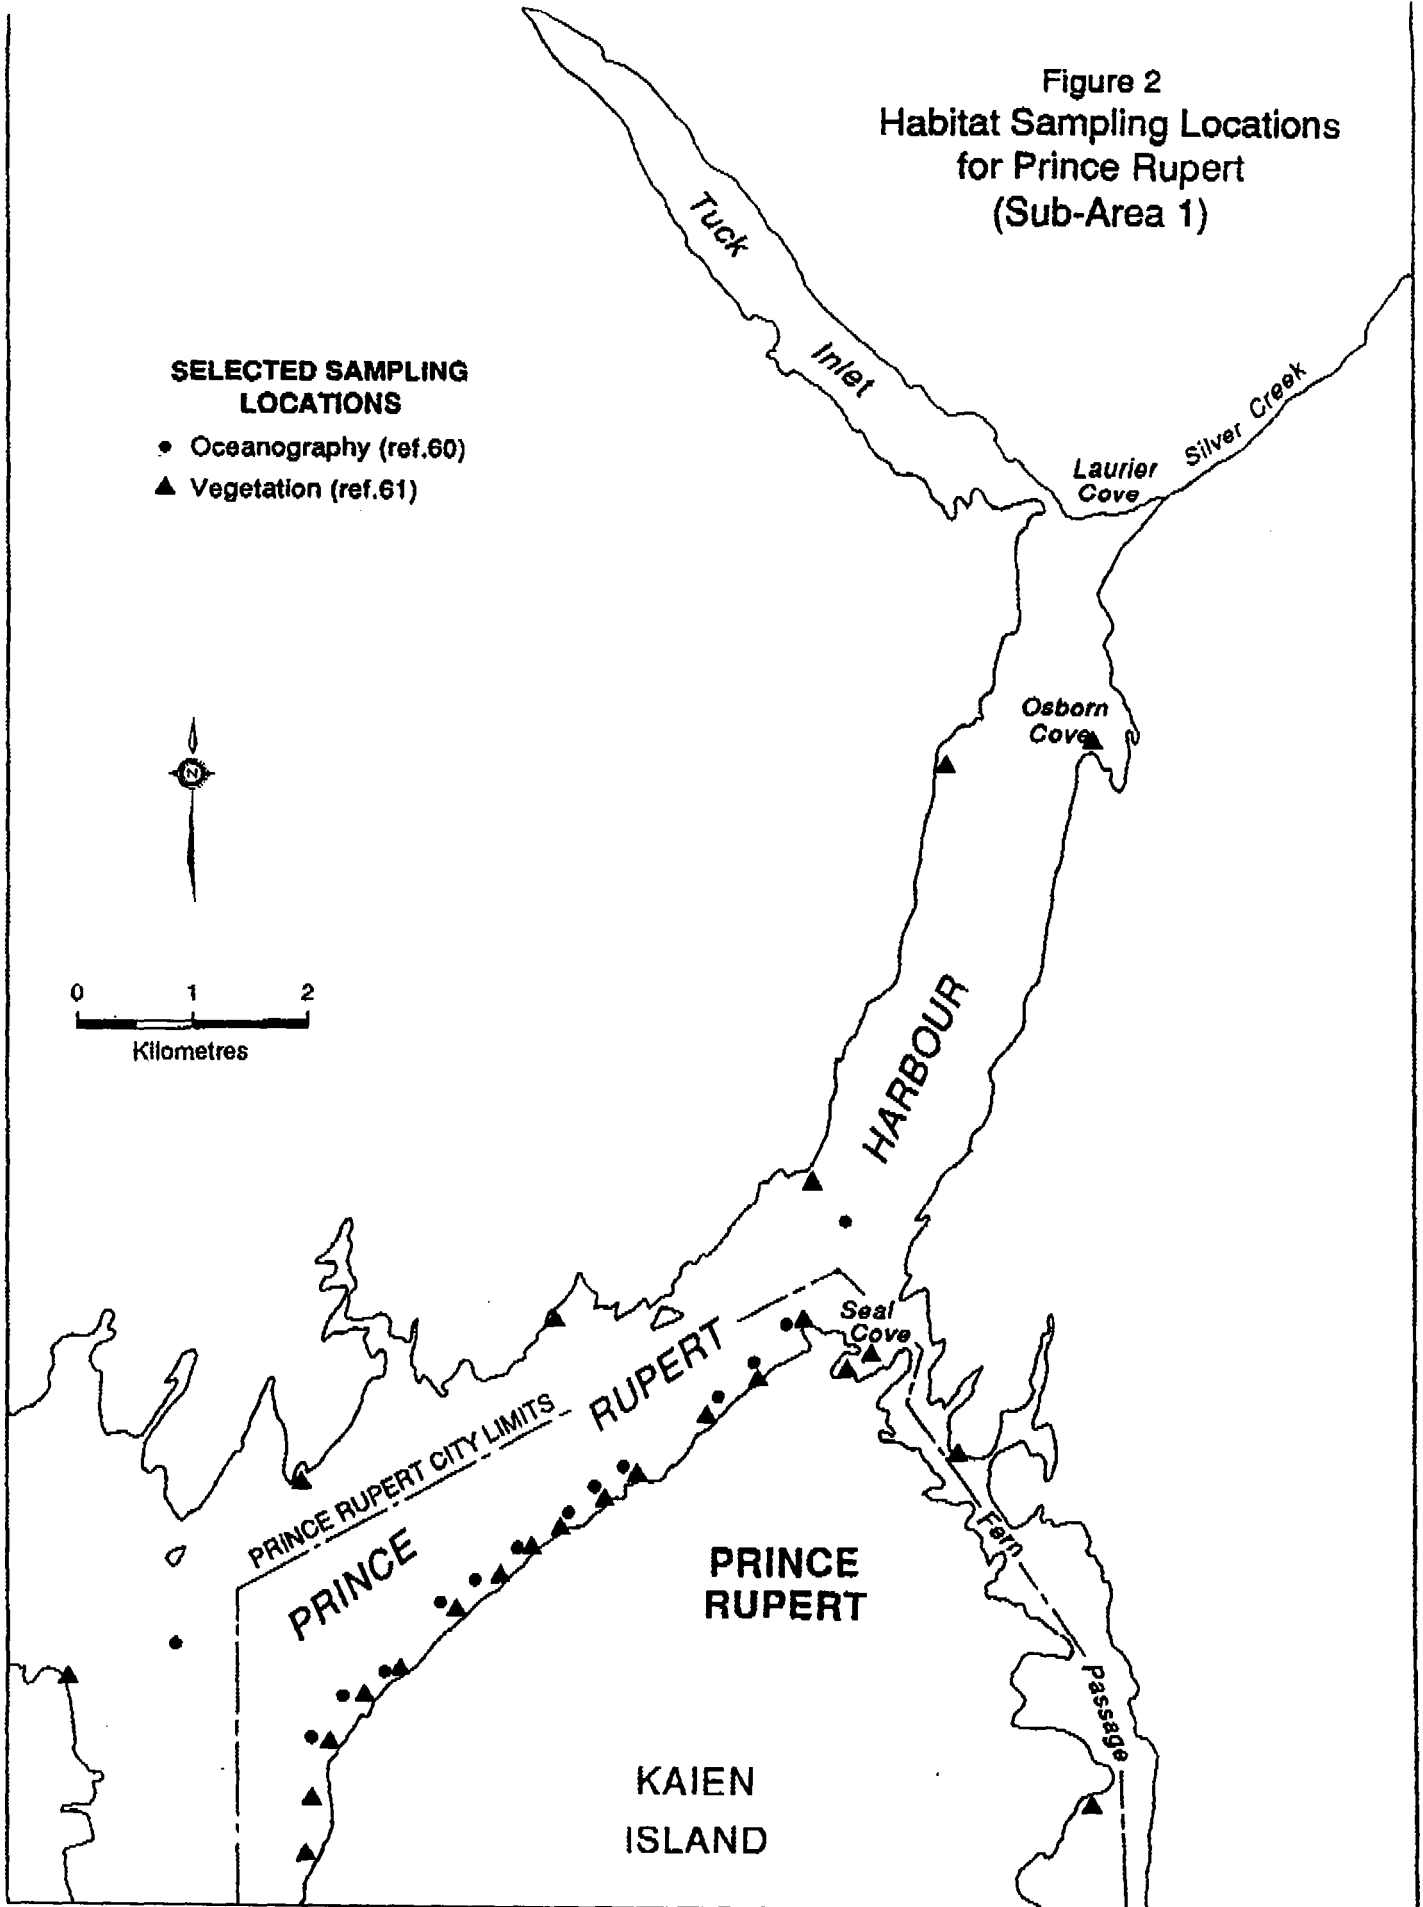 Figure 2
Habitat Sampling Locations
for Prince Rupert
(Sub-Area 1)
Tuck
Inlet
SELECTED SAMPLING
LOCATIONS
Oceanography (ref.60)
Vegetation (ref.61)
Silver Creek
Laurier
Cove
Osborn
Cove
N
0 1 2
Kilometres
HARBOUR
Seal
Cove
RUPERT
PRINCE RUPERT CITY LIMITS
PRINCE
Fern
PRINCE
RUPERT
Passage
KAIEN
ISLAND